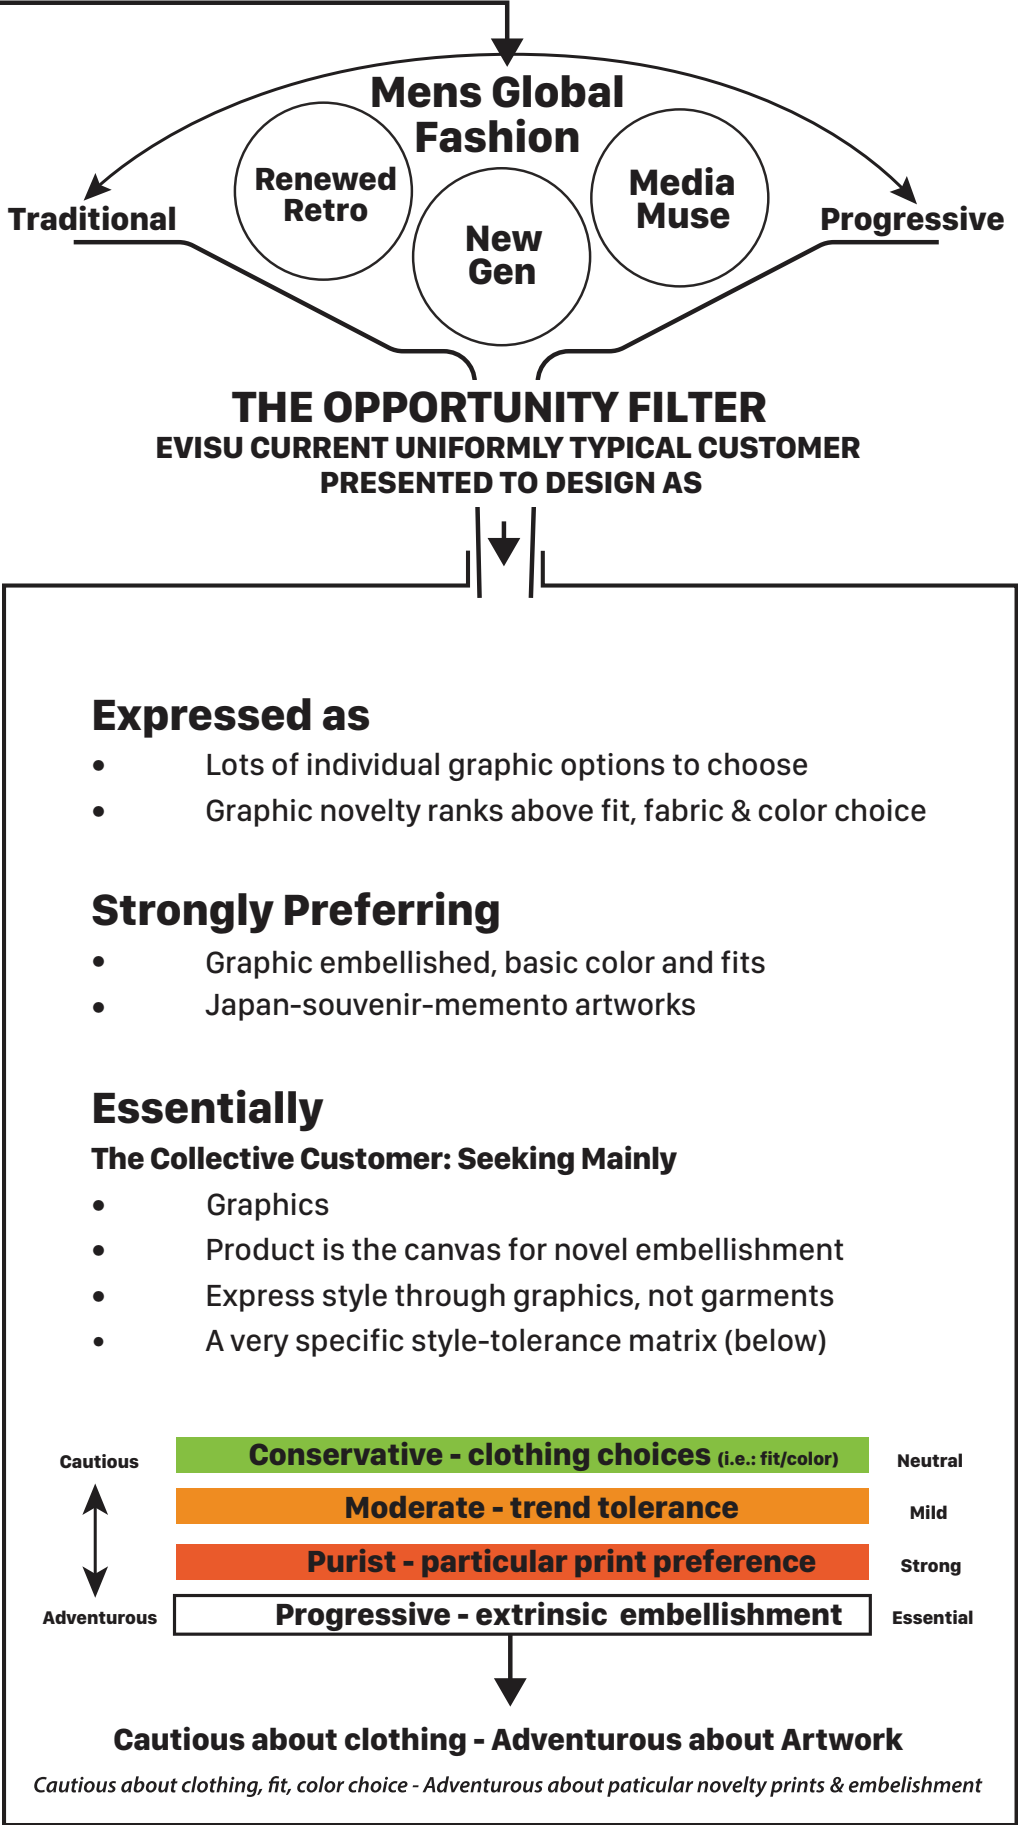 Mens Global
Fashion
Renewed
Retro
New
Gen
Media
Muse
Traditional
Progressive
THE OPPORTUNITY FILTER
EVISU CURRENT UNIFORMLY TYPICAL CUSTOMER
PRESENTED TO DESIGN AS
Expressed as
• Lots of individual graphic options to choose
• Graphic novelty ranks above fit, fabric & color choice
Strongly Preferring
• Graphic embellished, basic color and fits
• Japan-souvenir-memento artworks
Essentially
The Collective Customer: Seeking Mainly
• Graphics
• Product is the canvas for novel embellishment
• Express style through graphics, not garments
• A very specific style-tolerance matrix (below)
Cautious
Conservative - clothing choices (i.e.: fit/color)
Neutral
Moderate - trend tolerance
Mild
Purist - particular print preference
Strong
Adventurous
Progressive - extrinsic embellishment
Essential
Cautious about clothing - Adventurous about Artwork
Cautious about clothing, fit, color choice - Adventurous about paticular novelty prints & embelishment